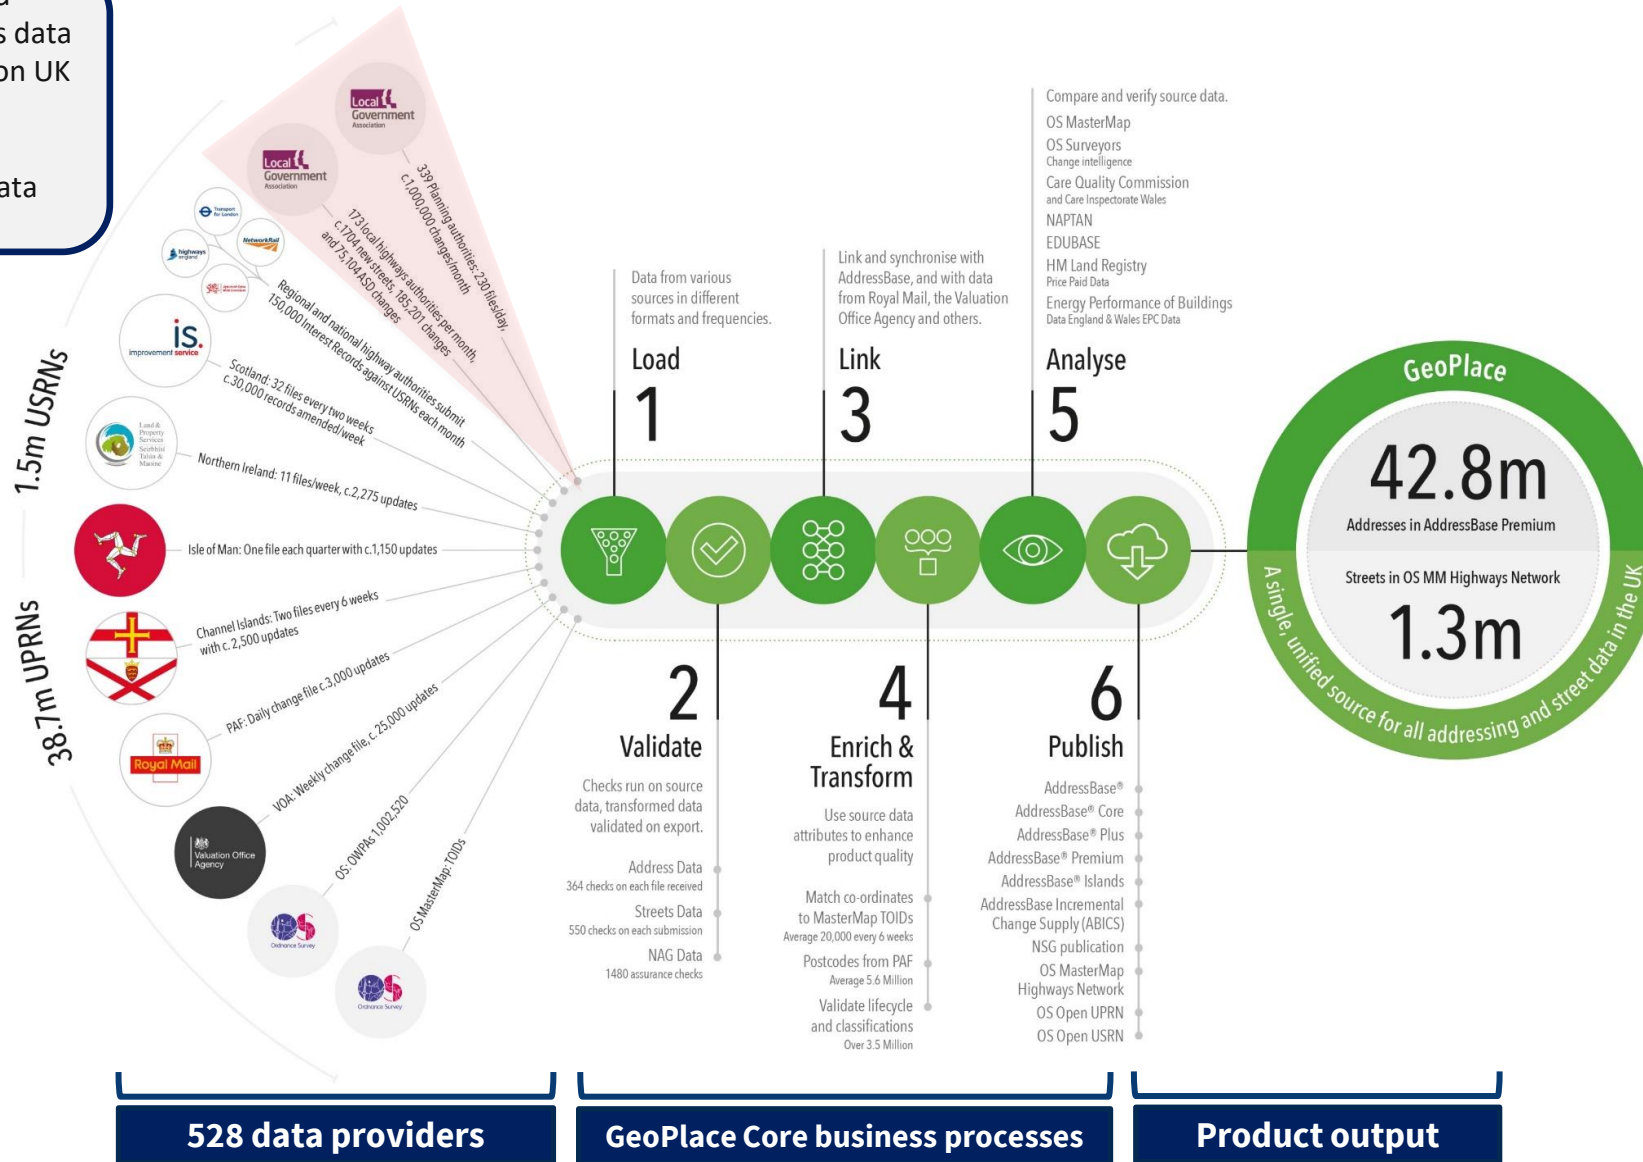 s data
on UK
ata
1.5m USRNs
38.7m UPRNs
Local
Government
Association
339 Planning authorities: 230 files/day,
c.1,000,000 changes/month
Local
Government
Association
173 local highways authorities per month,
c.1704 new streets, 185,201 changes
and 75,104 ASD changes
Transport
for London
NetworkRail
highways
england
Regional and national highway authorities submit
150,000 Interest Records against USRNs each month
is.
improvement service
Scotland: 32 files every two weeks
c.30,000 records amended/week
Land &
Property
Services
Seirbhísí
Talún &
Maoine
Northern Ireland: 11 files/week, c.2,275 updates
Isle of Man: One file each quarter with c.1,150 updates
Channel Islands: Two files every 6 weeks
with c. 2,500 updates
Royal Mail
PAF: Daily change file c.3,000 updates
Valuation Office
Agency
VOA: Weekly change file, c. 25,000 updates
Ordnance Survey
OS: OWPAs 1,002,520
Ordnance Survey
OS MasterMap: TOIDs
Data from various
sources in different
formats and frequencies.
Load
1
2
Validate
Checks run on source
data, transformed data
validated on export.
Address Data
364 checks on each file received
Streets Data
550 checks on each submission
NAG Data
1480 assurance checks
Link and synchronise with
AddressBase, and with data
from Royal Mail, the Valuation
Office Agency and others.
Link
3
4
Enrich &
Transform
Use source data
attributes to enhance
product quality
Match co-ordinates
to MasterMap TOIDs
Average 20,000 every 6 weeks
Postcodes from PAF
Average 5.6 Million
Validate lifecycle
and classifications
Over 3.5 Million
Compare and verify source data.
OS MasterMap
OS Surveyors
Change intelligence
Care Quality Commission
and Care Inspectorate Wales
NAPTAN
EDUBASE
HM Land Registry
Price Paid Data
Energy Performance of Buildings
Data England & Wales EPC Data
Analyse
5
6
Publish
AddressBase®
AddressBase® Core
AddressBase® Plus
AddressBase® Premium
AddressBase® Islands
AddressBase Incremental
Change Supply (ABICS)
NSG publication
OS MasterMap
Highways Network
OS Open UPRN
OS Open USRN
GeoPlace
42.8m
Addresses in AddressBase Premium
Streets in OS MM Highways Network
1.3m
A single, unified source for all addressing and street data in the UK
528 data providers
GeoPlace Core business processes
Product output